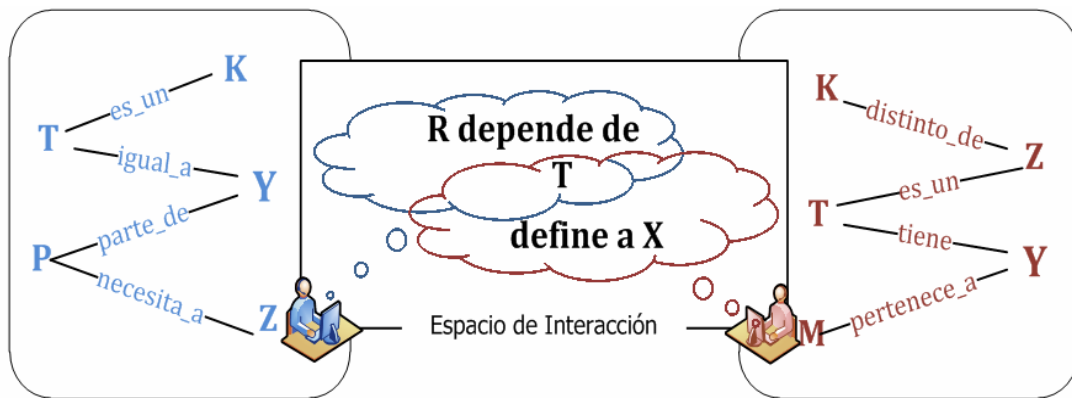 K
es_un
T
igual_a
Y
parte_de
P
necesita_a
Z
R depende de
T
define a X
Espacio de Interacción
K
distinto_de
Z
es_un
T
tiene
Y
pertenece_a
M